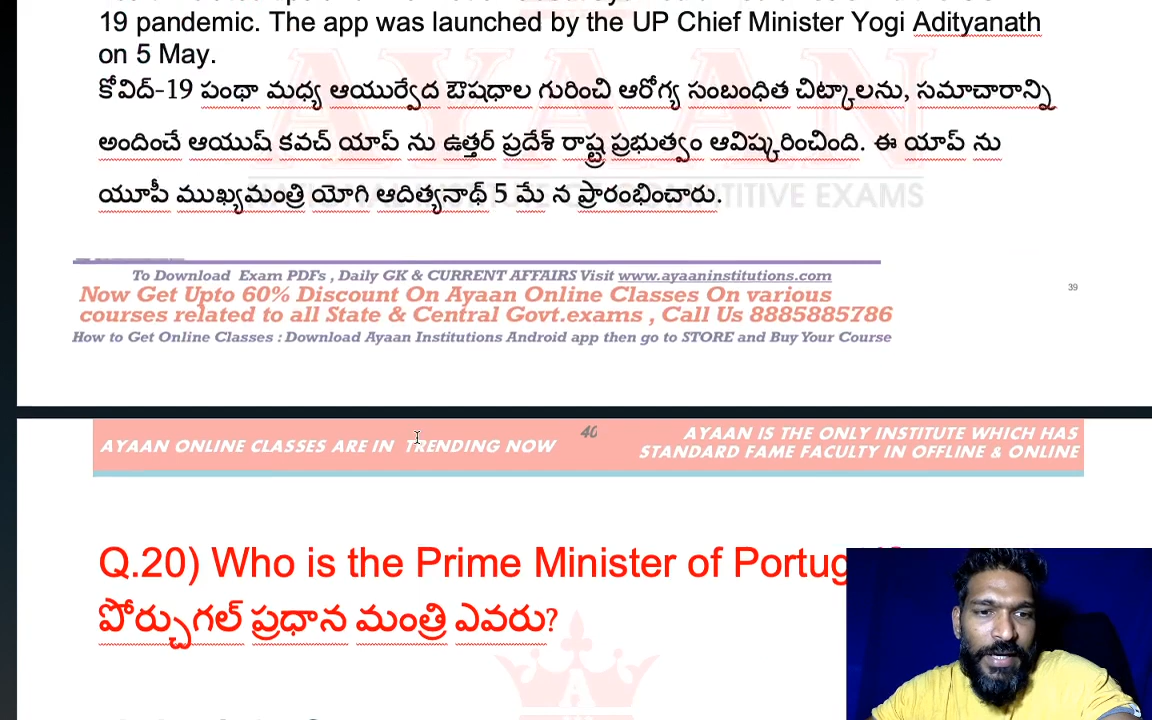 19 pandemic. The app was launched by the UP Chief Minister Yogi Adityanath
on 5 May.
కోవిద్-19 పంథా మధ్య ఆయుర్వేద ఔషధాల గురించి ఆరోగ్య సంబంధిత చిట్కాలను, సమాచారాన్ని
అందించే ఆయుష్ కవచ్ యాప్ ను ఉత్తర్ ప్రదేశ్ రాష్ట్ర ప్రభుత్వం ఆవిష్కరించింది. ఈ యాప్ ను
యూపీ ముఖ్యమంత్రి యోగి ఆదిత్యనాథ్ 5 మే న ప్రారంభించారు.
AYAAN
TITIVE EXAMS
To Download Exam PDFs , Daily GK & CURRENT AFFAIRS Visit www.ayaaninstitutions.com
Now Get Upto 60% Discount On Ayaan Online Classes On various
courses related to all State & Central Govt.exams , Call Us 8885885786
How to Get Online Classes : Download Ayaan Institutions Android app then go to STORE and Buy Your Course
39
AYAAN ONLINE CLASSES ARE IN TRENDING NOW
40
AYAAN IS THE ONLY INSTITUTE WHICH HAS
STANDARD FAME FACULTY IN OFFLINE & ONLINE
Q.20) Who is the Prime Minister of Portug
పోర్చుగల్ ప్రధాన మంత్రి ఎవరు?